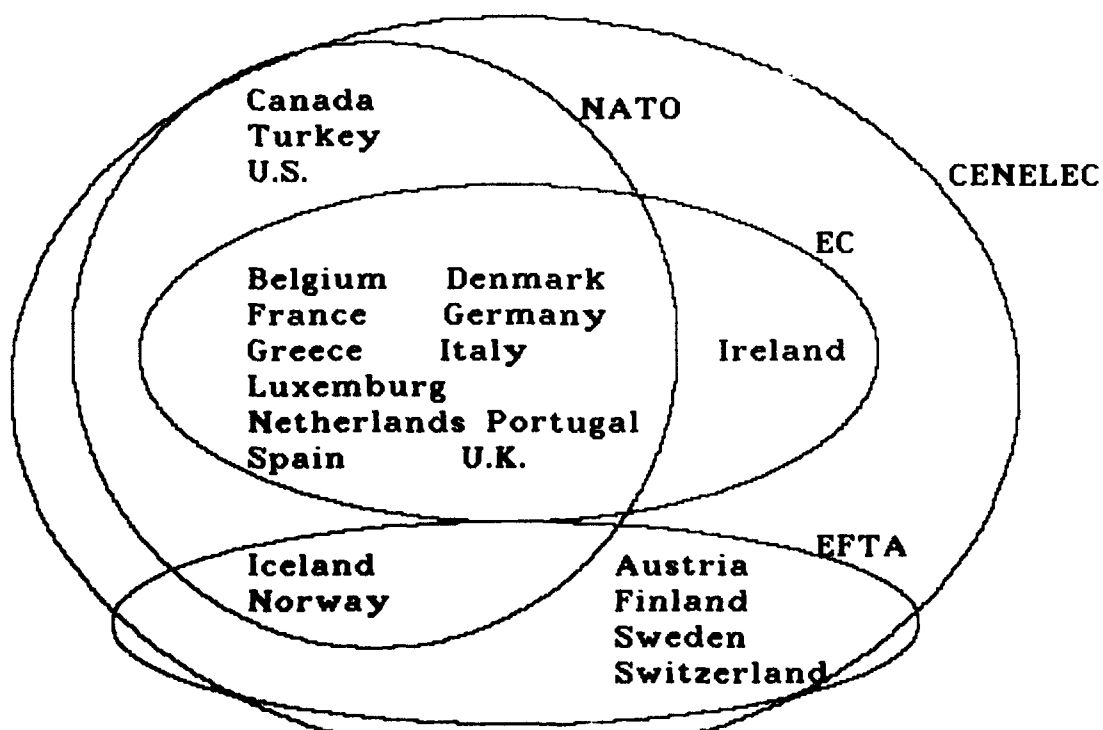 Canada
Turkey
U.S.
NATO
CENELEC
EC
Belgium Denmark
France Germany
Greece Italy
Luxemburg
Netherlands Portugal
Spain U.K.
Ireland
EFTA
Iceland
Norway
Austria
Finland
Sweden
Switzerland